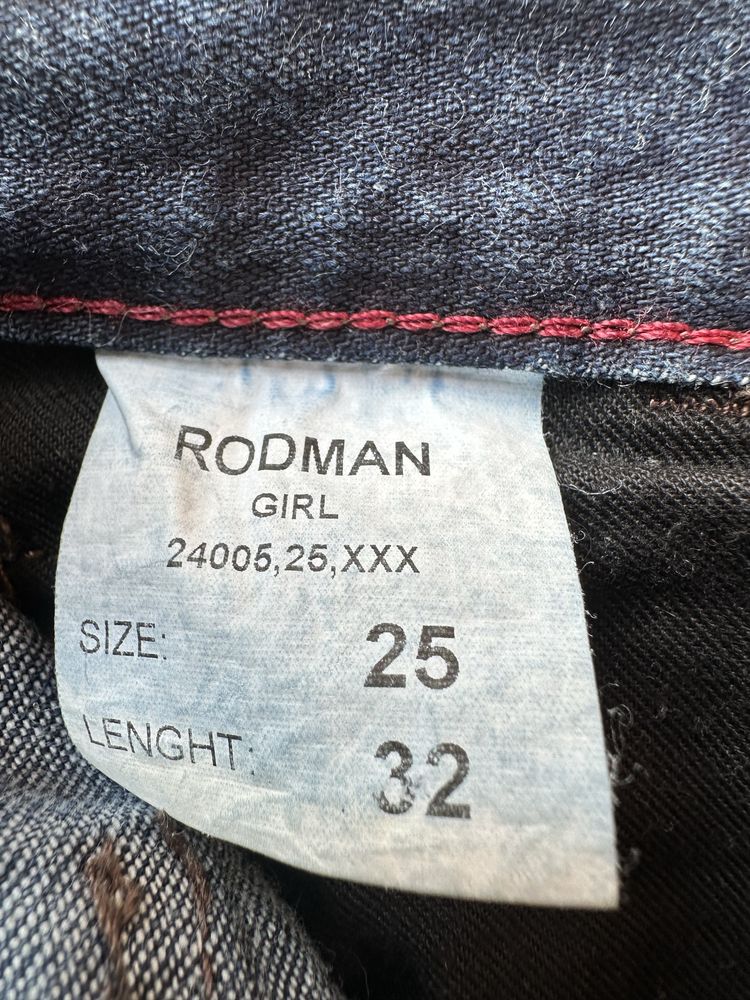 RODMAN
GIRL
24005,25,XXX
SIZE: 25
LENGHT: 32